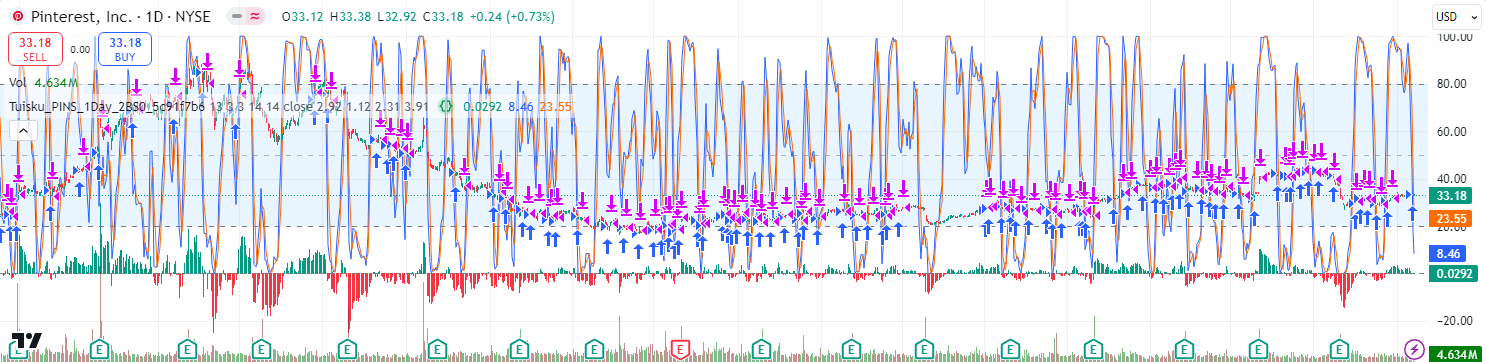 Pinterest, Inc. · 1D · NYSE O33.12 H33.38 L32.92 C33.18 +0.24 (+0.73%)
USD
33.18 SELL
0.00
33.18 BUY
Vol 4.634M
Tuisku_PINS_1Day_2BS0_5c91f7b6 13 3 3 14 14 close 2.92 1.12 2.31 3.91 0.0292 8.46 23.55
100.00
80.00
60.00
40.00
33.18
23.55
20.00
8.46
0.0292
−20.00
4.634M
E E E E E E E E E E E E E E E E